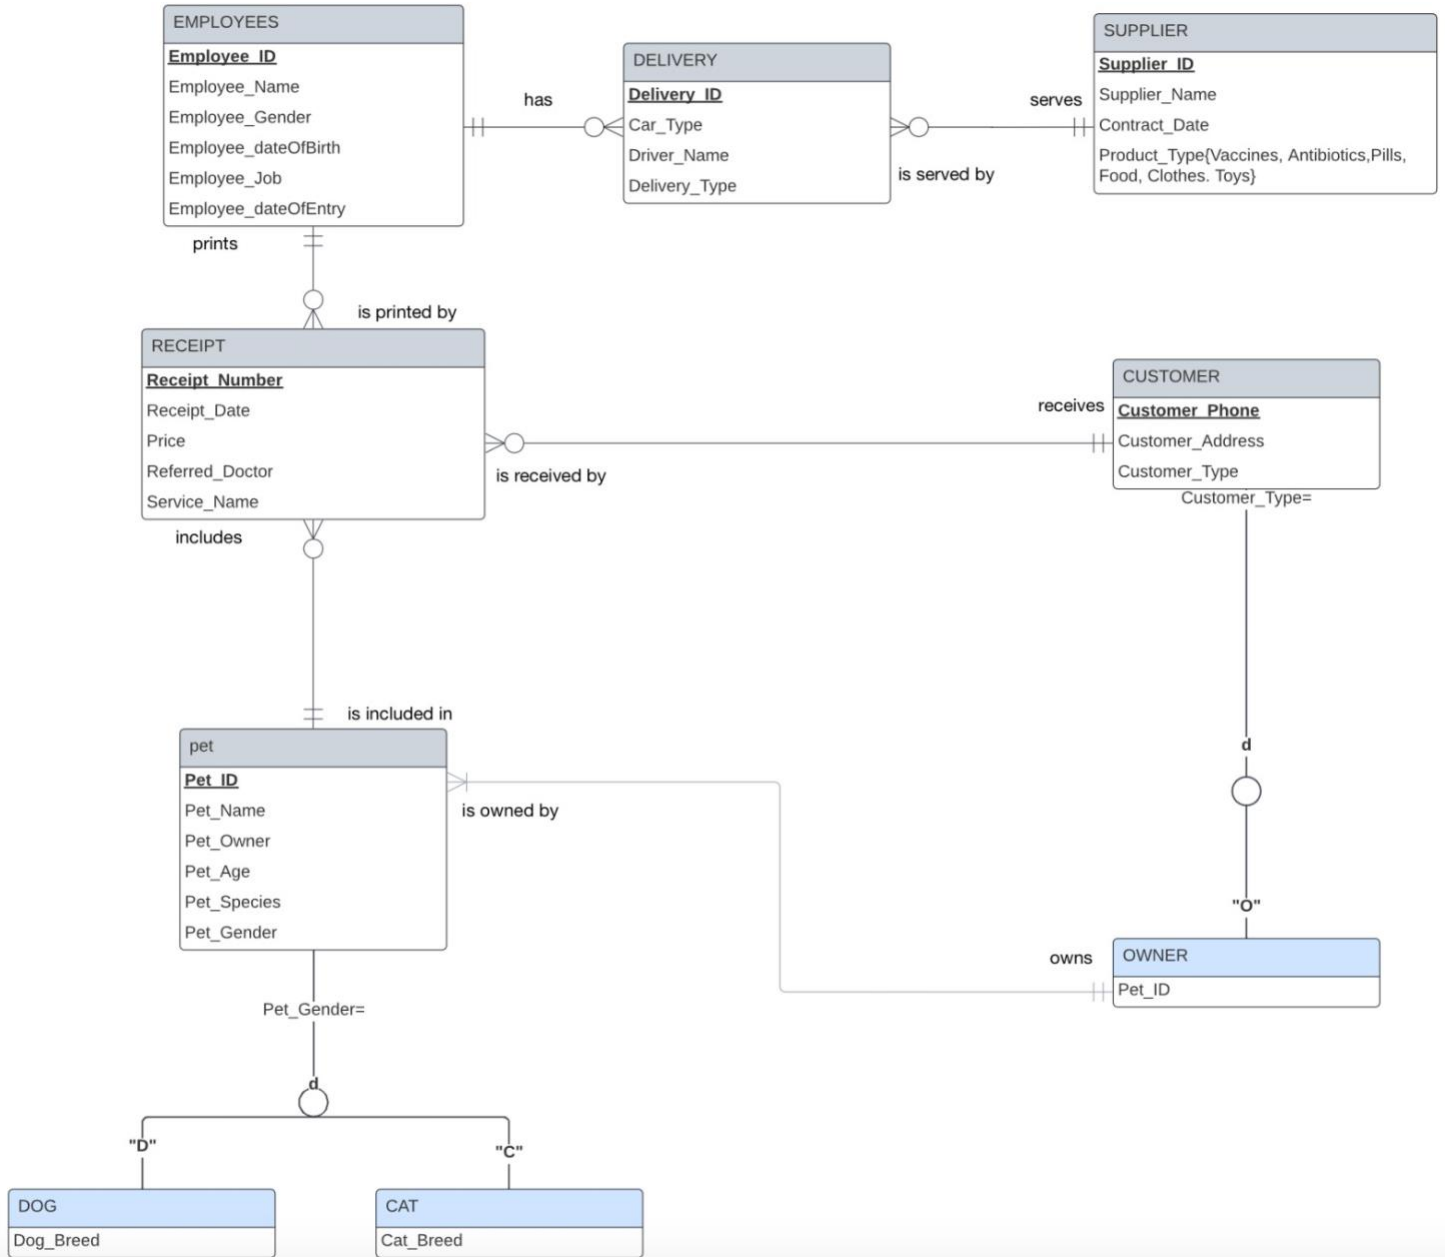 EMPLOYEES
Employee_ID
Employee_Name
Employee_Gender
Employee_dateOfBirth
Employee_Job
Employee_dateOfEntry
has
DELIVERY
Delivery_ID
Car_Type
Driver_Name
Delivery_Type
serves
is served by
SUPPLIER
Supplier_ID
Supplier_Name
Contract_Date
Product_Type{Vaccines, Antibiotics,Pills,
Food, Clothes. Toys}
prints
is printed by
RECEIPT
Receipt_Number
Receipt_Date
Price
Referred_Doctor
Service_Name
receives
is received by
CUSTOMER
Customer_Phone
Customer_Address
Customer_Type
Customer_Type=
includes
is included in
d
"O"
pet
Pet_ID
Pet_Name
Pet_Owner
Pet_Age
Pet_Species
Pet_Gender
is owned by
owns
OWNER
Pet_ID
Pet_Gender=
d
"D"
"C"
DOG
Dog_Breed
CAT
Cat_Breed